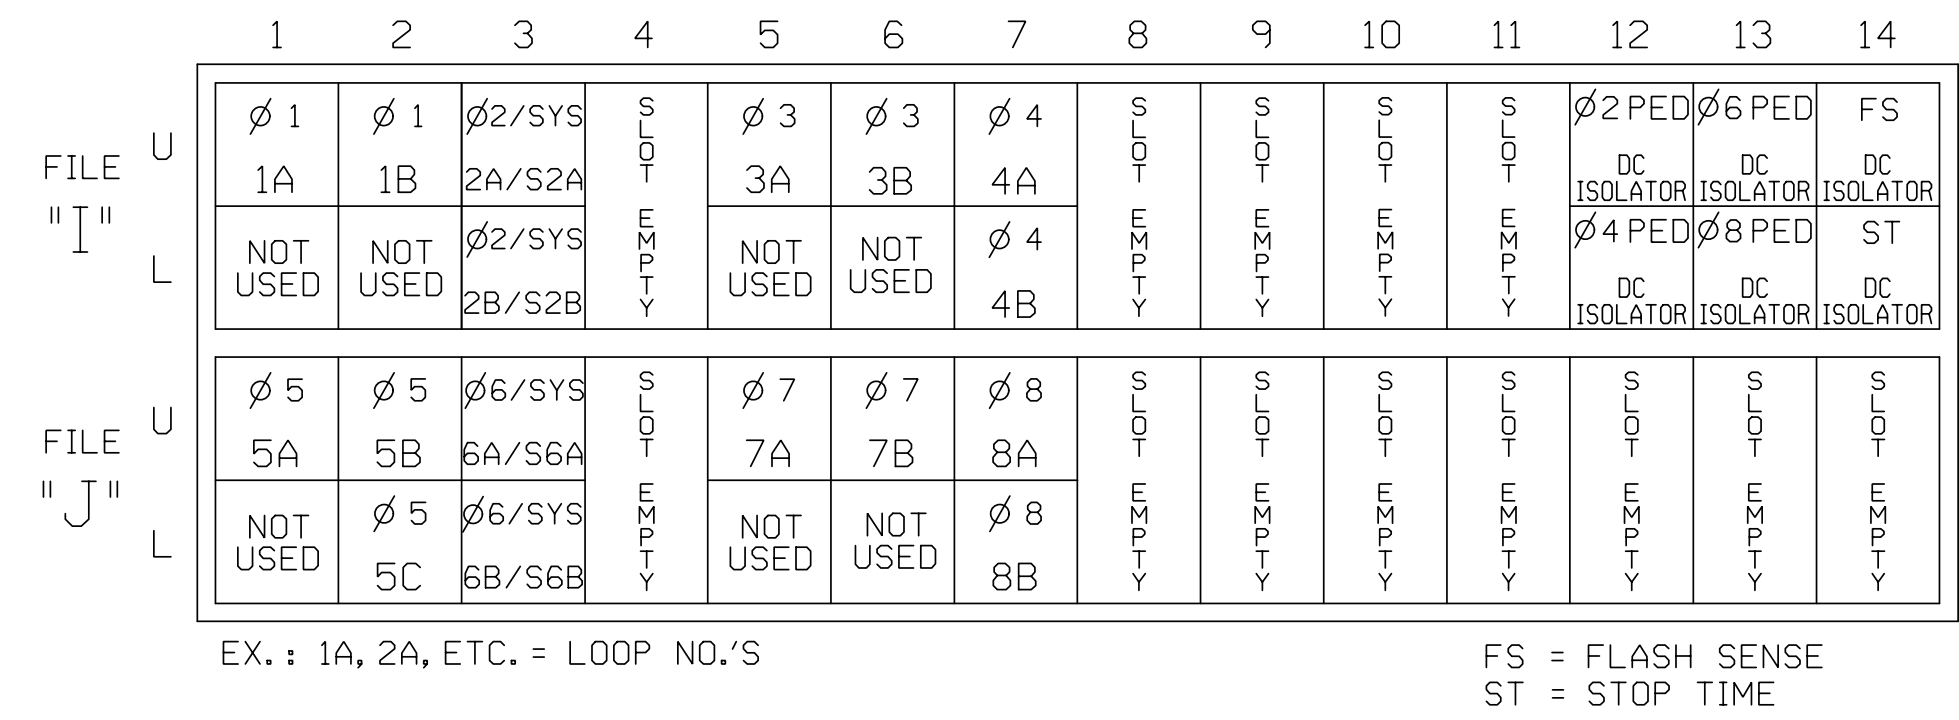 1 2 3 4 5 6 7 8 9 10 11 12 13 14
FILE "I"
U
L
Ø 1 1A
Ø 1 1B
Ø2/SYS 2A/S2A
SLOT EMPTY
Ø 3 3A
Ø 3 3B
Ø 4 4A
SLOT EMPTY
SLOT EMPTY
SLOT EMPTY
SLOT EMPTY
Ø2 PED DC ISOLATOR
Ø6 PED DC ISOLATOR
FS DC ISOLATOR
NOT USED
NOT USED
Ø2/SYS 2B/S2B
NOT USED
NOT USED
Ø 4 4B
Ø4 PED DC ISOLATOR
Ø8 PED DC ISOLATOR
ST DC ISOLATOR
FILE "J"
U
L
Ø 5 5A
Ø 5 5B
Ø6/SYS 6A/S6A
SLOT EMPTY
Ø 7 7A
Ø 7 7B
Ø 8 8A
SLOT EMPTY
SLOT EMPTY
SLOT EMPTY
SLOT EMPTY
SLOT EMPTY
SLOT EMPTY
SLOT EMPTY
NOT USED
Ø 5 5C
Ø6/SYS 6B/S6B
NOT USED
NOT USED
Ø 8 8B
EX.: 1A, 2A, ETC. = LOOP NO.'S
FS = FLASH SENSE
ST = STOP TIME